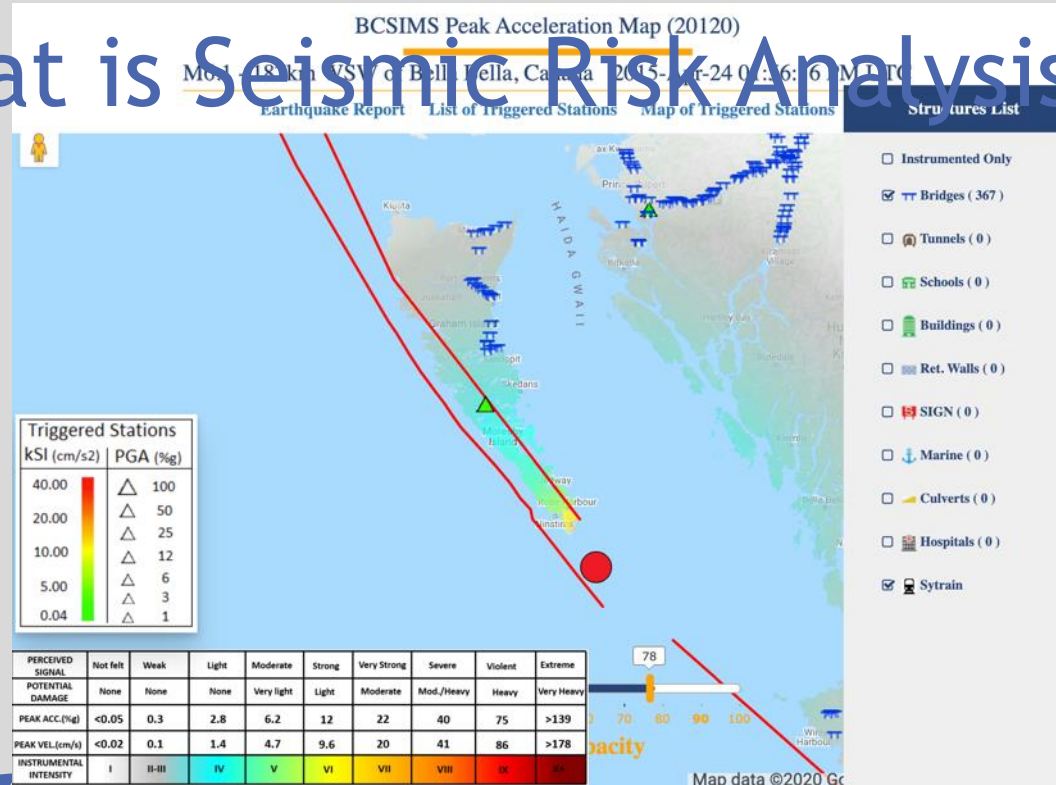 BCSIMS Peak Acceleration Map (20120)
at is Seismic Risk Analysis
Earthquake Report List of Triggered Stations Map of Triggered Stations
Structures List
Instrumented Only
Bridges ( 367 )
Tunnels ( 0 )
Schools ( 0 )
Buildings ( 0 )
Ret. Walls ( 0 )
SIGN ( 0 )
Marine ( 0 )
Culverts ( 0 )
Hospitals ( 0 )
Sytrain
HAIDA GWAII
Graham Island
Skedans
Moresby
Island
Triggered Stations
kSI (cm/s2) PGA (%g)
40.00 100
50
20.00 25
10.00 12
6
5.00 3
0.04 1
PERCEIVED SIGNAL Not felt Weak Light Moderate Strong Very Strong Severe Violent Extreme
POTENTIAL DAMAGE None None None Very light Light Moderate Mod./Heavy Heavy Very Heavy
PEAK ACC.(%g) <0.05 0.3 2.8 6.2 12 22 40 75 >139
PEAK VEL.(cm/s) <0.02 0.1 1.4 4.7 9.6 20 41 86 >178
INSTRUMENTAL INTENSITY I II-III IV V VI VII VIII IX X+
78
70 80 90 100
pacity
Harbour
Map data ©2020 Go